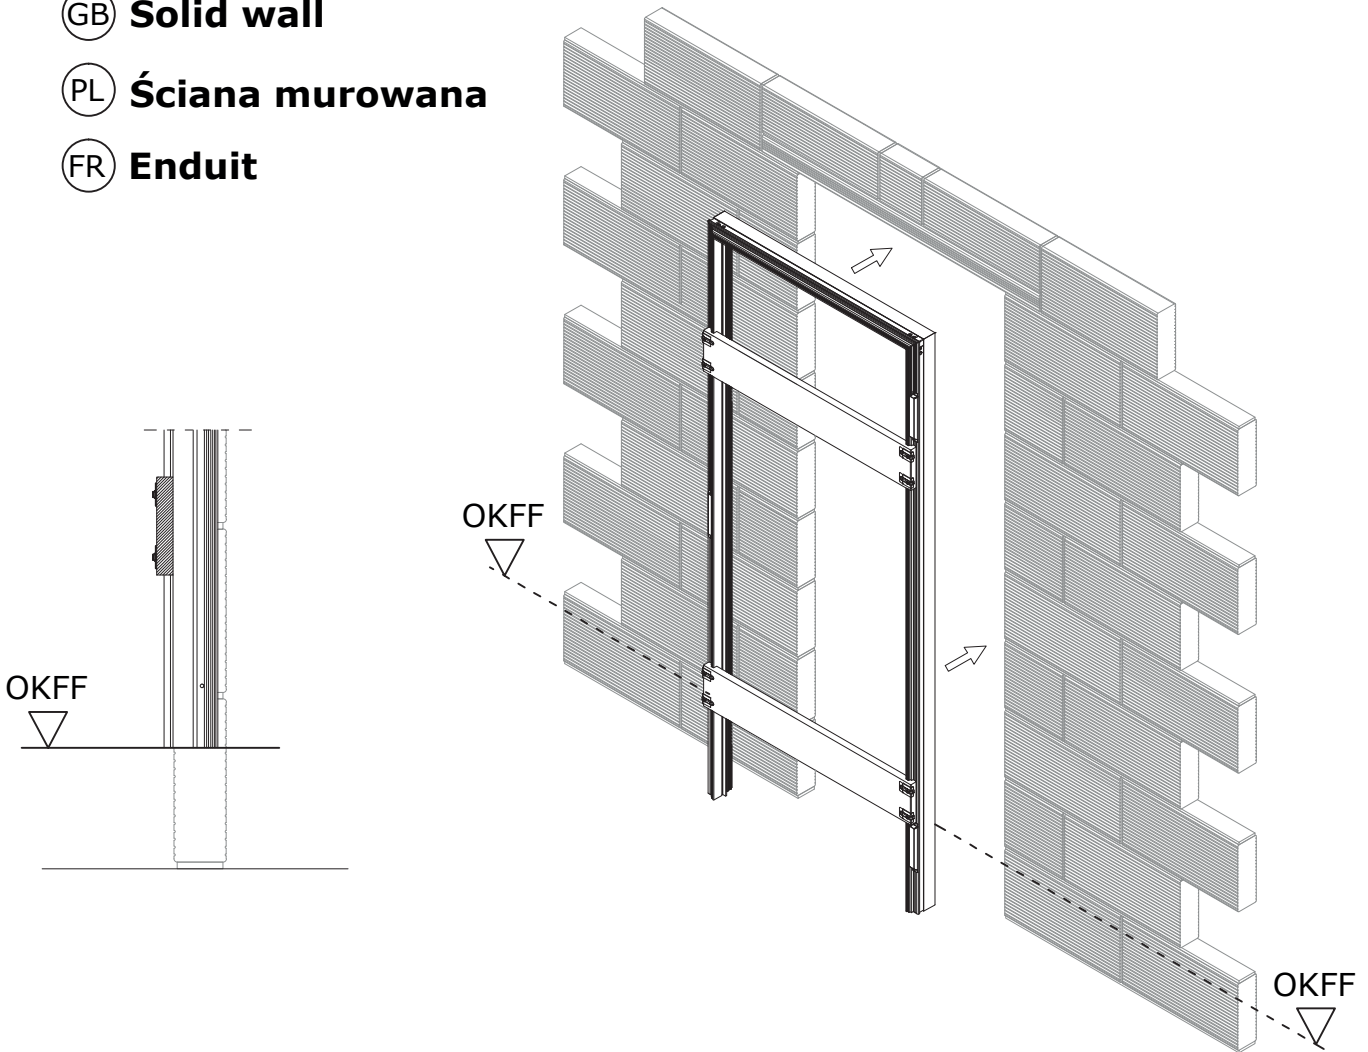 GB Solid wall
PL Ściana murowana
FR Enduit
OKFF
OKFF
OKFF